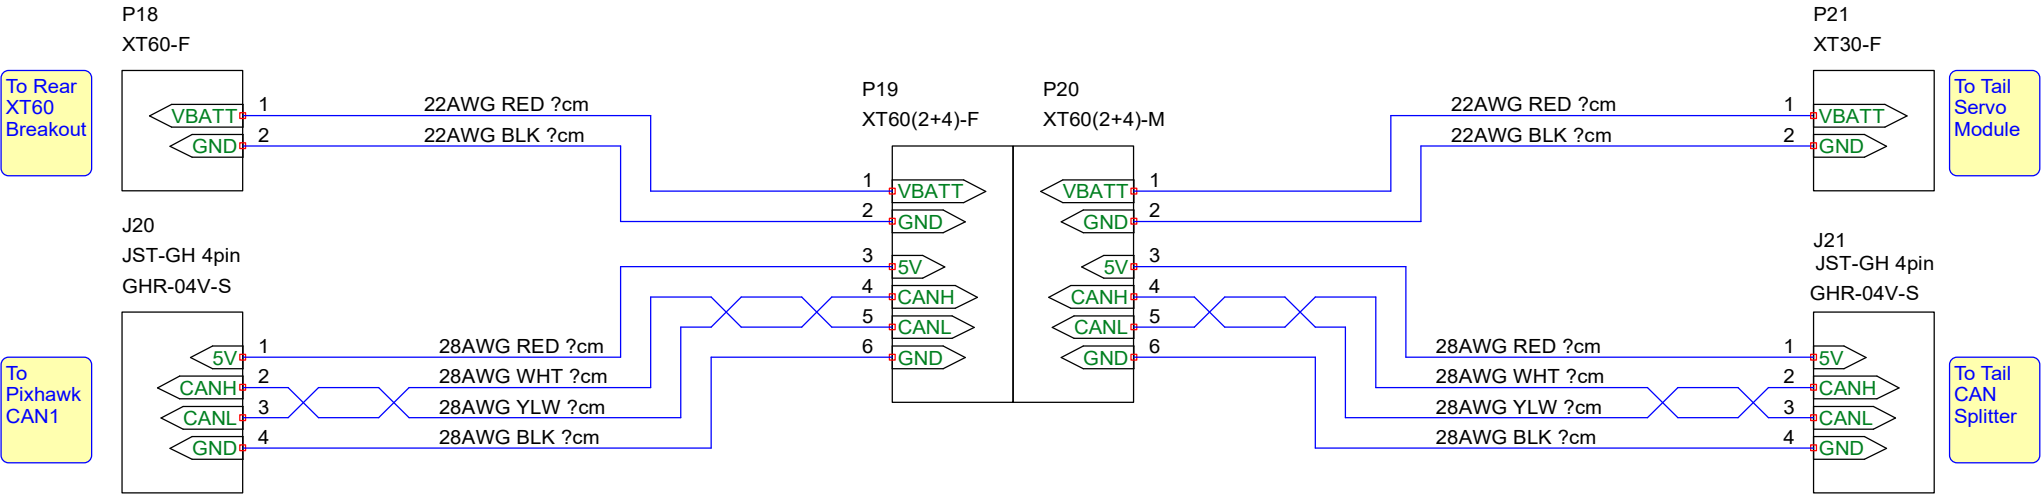 P18
XT60-F
To Rear
XT60
Breakout
VBATT
1
GND
2
22AWG RED ?cm
22AWG BLK ?cm
J20
JST-GH 4pin
GHR-04V-S
To
Pixhawk
CAN1
5V
1
CANH
2
CANL
3
GND
4
28AWG RED ?cm
28AWG WHT ?cm
28AWG YLW ?cm
28AWG BLK ?cm
P19
XT60(2+4)-F
1
VBATT
2
GND
3
5V
4
CANH
5
CANL
6
GND
P20
XT60(2+4)-M
VBATT
1
GND
2
5V
3
CANH
4
CANL
5
GND
6
22AWG RED ?cm
22AWG BLK ?cm
28AWG RED ?cm
28AWG WHT ?cm
28AWG YLW ?cm
28AWG BLK ?cm
P21
XT30-F
1
VBATT
2
GND
To Tail
Servo
Module
J21
JST-GH 4pin
GHR-04V-S
1
5V
2
CANH
3
CANL
4
GND
To Tail
CAN
Splitter